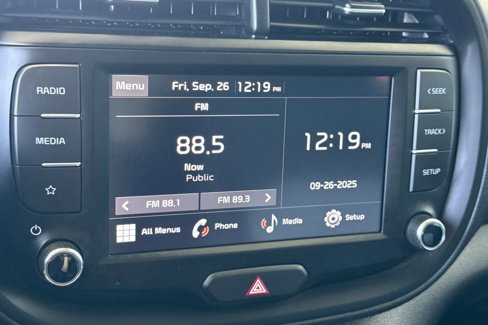 RADIO
MEDIA
Menu Fri, Sep. 26 12:19 PM
FM
88.5
Now
Public
< FM 88.1 FM 89.3 >
12:19 PM
09-26-2025
All Menus Phone Media Setup
< SEEK
TRACK >
SETUP